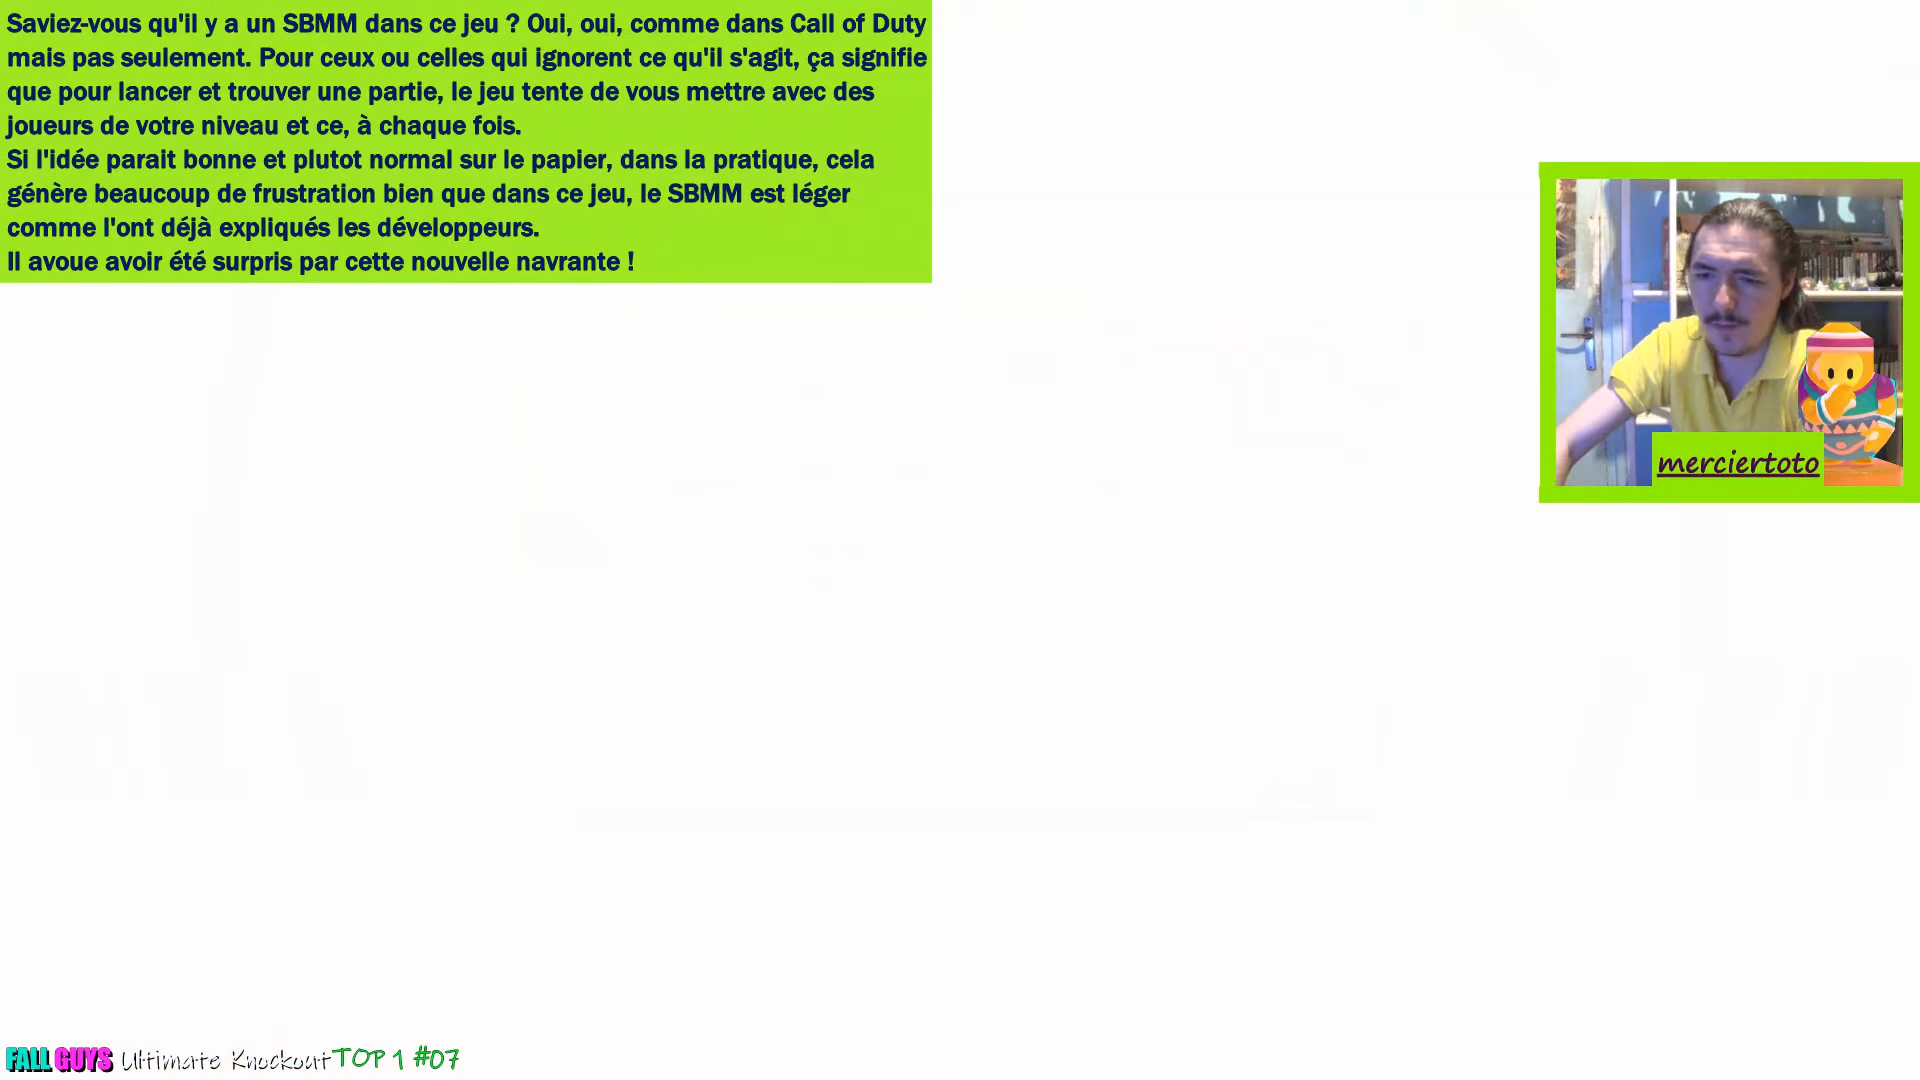 Saviez-vous qu'il y a un SBMM dans ce jeu ? Oui, oui, comme dans Call of Duty
mais pas seulement. Pour ceux ou celles qui ignorent ce qu'il s'agit, ça signifie
que pour lancer et trouver une partie, le jeu tente de vous mettre avec des
joueurs de votre niveau et ce, à chaque fois.
Si l'idée parait bonne et plutot normal sur le papier, dans la pratique, cela
génère beaucoup de frustration bien que dans ce jeu, le SBMM est léger
comme l'ont déjà expliqués les développeurs.
Il avoue avoir été surpris par cette nouvelle navrante !
merciertoto
FALL GUYS Ultimate Knockout TOP 1 #07